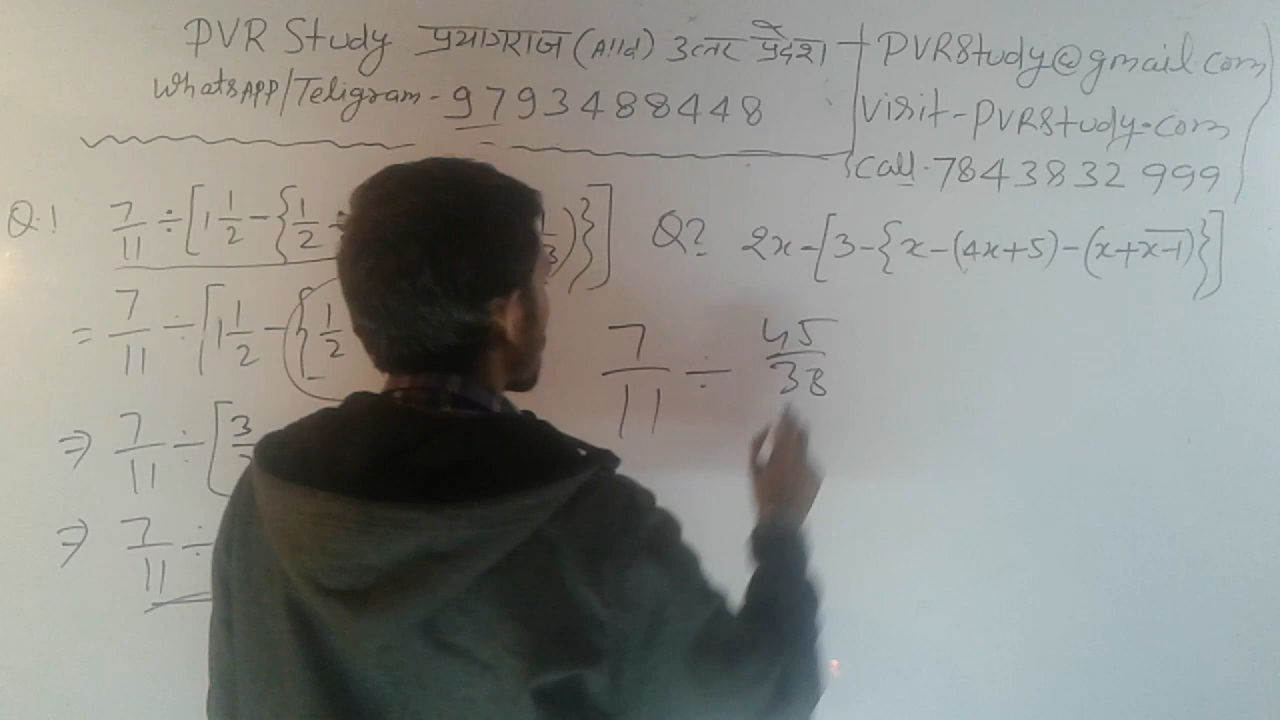 PVR Study प्रयागराज (Alld) उत्तर प्रदेश
WhatsAPP/Teligram - 9793488448
PVRStudy@gmail.com
visit - PVRStudy.com
Call. 7843832999
Q.1 7/11 ÷ [1 1/2 - {1/2 ÷ 3)}]
= 7/11 ÷ [1 1/2 - {1/2
⇒ 7/11 ÷ [3/
⇒ 7/11 ÷
Q2 2x - [3 - {x - (4x+5) - (x + x̅-̅1̅)}]
7/11 ÷ 45/38